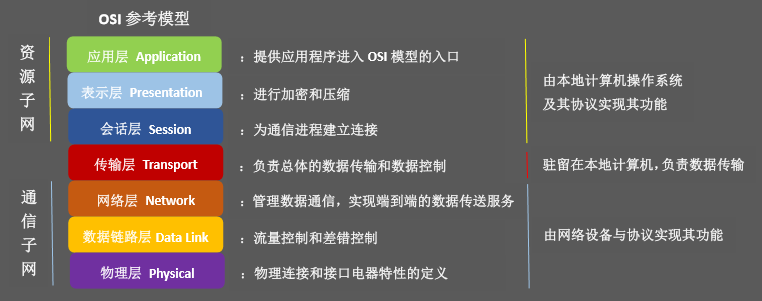 OSI 参考模型
资源子网
应用层 Application
：提供应用程序进入 OSI 模型的入口
表示层 Presentation
：进行加密和压缩
会话层 Session
：为通信进程建立连接
由本地计算机操作系统
及其协议实现其功能
传输层 Transport
：负责总体的数据传输和数据控制
驻留在本地计算机，负责数据传输
通信子网
网络层 Network
：管理数据通信，实现端到端的数据传送服务
数据链路层 Data Link
：流量控制和差错控制
物理层 Physical
：物理连接和接口电器特性的定义
由网络设备与协议实现其功能